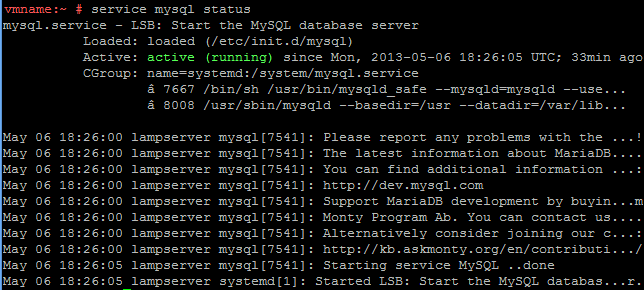 vmname:~ # service mysql status
mysql.service - LSB: Start the MySQL database server
Loaded: loaded (/etc/init.d/mysql)
Active: active (running) since Mon, 2013-05-06 18:26:05 UTC; 33min ago
CGroup: name=systemd:/system/mysql.service
â 7667 /bin/sh /usr/bin/mysqld_safe --mysqld=mysqld --use...
â 8008 /usr/sbin/mysqld --basedir=/usr --datadir=/var/lib...
May 06 18:26:00 lampserver mysql[7541]: Please report any problems with the ...!
May 06 18:26:00 lampserver mysql[7541]: The latest information about MariaDB....
May 06 18:26:00 lampserver mysql[7541]: You can find additional information ...:
May 06 18:26:00 lampserver mysql[7541]: http://dev.mysql.com
May 06 18:26:00 lampserver mysql[7541]: Support MariaDB development by buyin...m
May 06 18:26:00 lampserver mysql[7541]: Monty Program Ab. You can contact us....
May 06 18:26:00 lampserver mysql[7541]: Alternatively consider joining our c...:
May 06 18:26:00 lampserver mysql[7541]: http://kb.askmonty.org/en/contributi.../
May 06 18:26:05 lampserver mysql[7541]: Starting service MySQL ..done
May 06 18:26:05 lampserver systemd[1]: Started LSB: Start the MySQL databas...r.